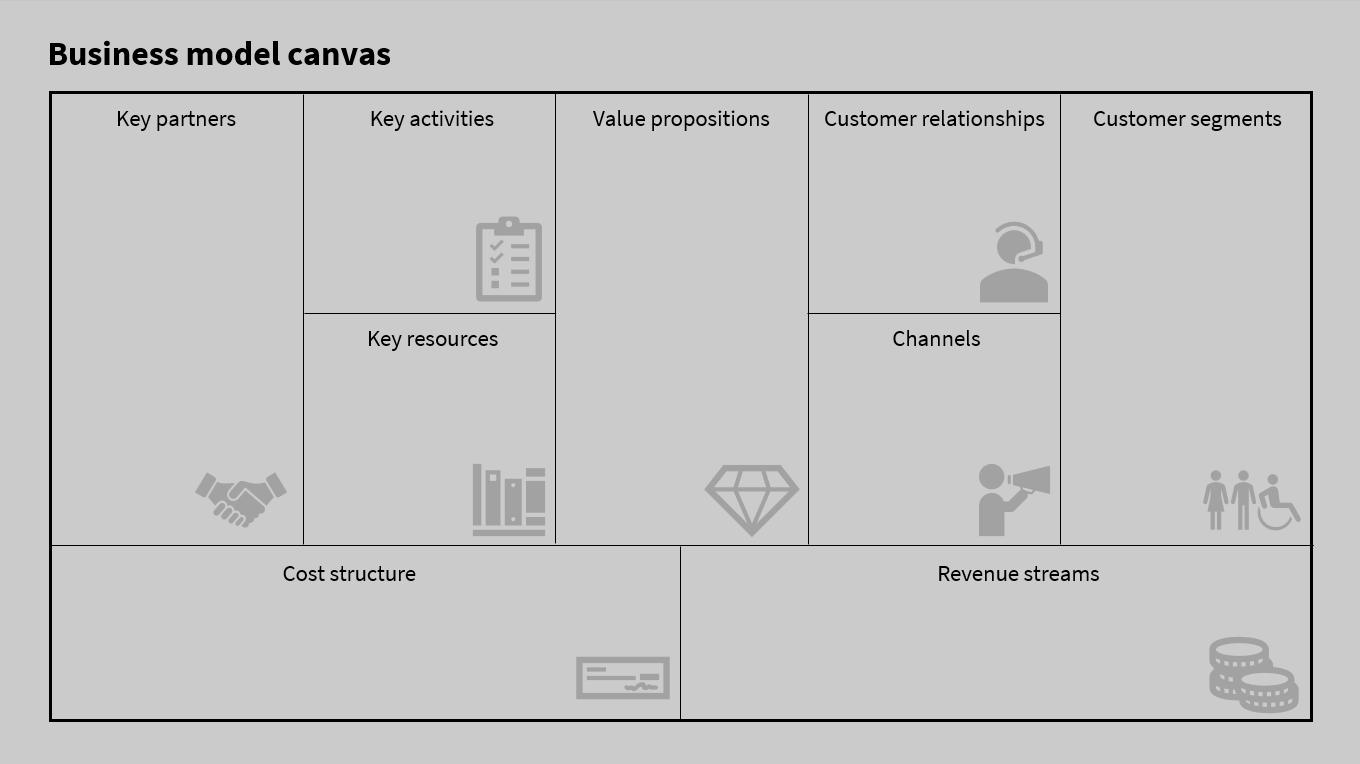 Business model canvas
Key partners
Key activities
Value propositions
Customer relationships
Customer segments
Key resources
Channels
Cost structure
Revenue streams